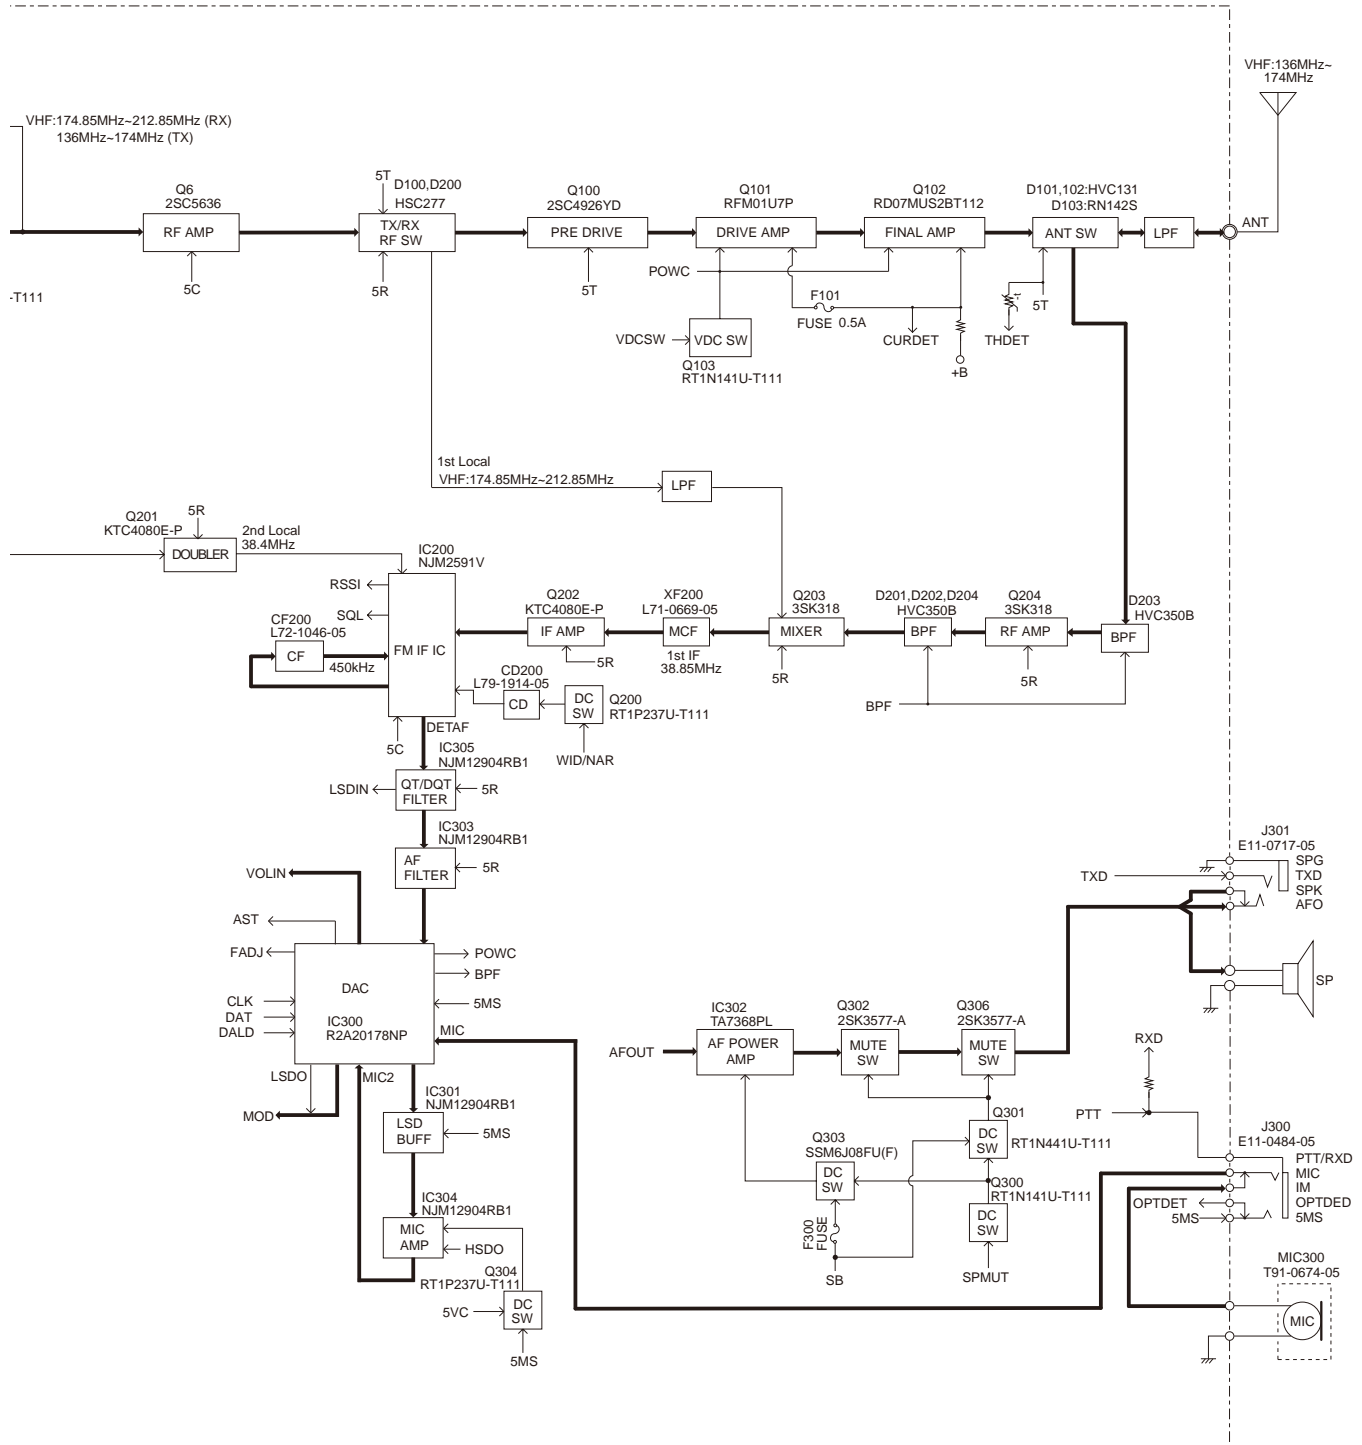 VHF:136MHz~
174MHz
VHF:174.85MHz~212.85MHz (RX)
136MHz~174MHz (TX)
-T111
Q6
2SC5636
RF AMP
5C
5T
D100,D200
HSC277
TX/RX
RF SW
5R
Q100
2SC4926YD
PRE DRIVE
5T
Q101
RFM01U7P
DRIVE AMP
Q102
RD07MUS2BT112
FINAL AMP
D101,102:HVC131
D103:RN142S
ANT SW
LPF
ANT
POWC
F101
FUSE 0.5A
CURDET
+B
t
THDET
5T
VDCSW
VDC SW
Q103
RT1N141U-T111
1st Local
VHF:174.85MHz~212.85MHz
LPF
Q201
KTC4080E-P
5R
DOUBLER
2nd Local
38.4MHz
IC200
NJM2591V
RSSI
SQL
FM IF IC
CF200
L72-1046-05
CF
450kHz
Q202
KTC4080E-P
IF AMP
5R
XF200
L71-0669-05
MCF
1st IF
38.85MHz
Q203
3SK318
MIXER
5R
D201,D202,D204
HVC350B
BPF
Q204
3SK318
RF AMP
5R
D203
HVC350B
BPF
BPF
CD200
L79-1914-05
CD
DC
SW
Q200
RT1P237U-T111
WID/NAR
5C
DETAF
IC305
NJM12904RB1
QT/DQT
FILTER
LSDIN
5R
IC303
NJM12904RB1
AF
FILTER
5R
VOLIN
AST
FADJ
CLK
DAT
DALD
DAC
IC300
R2A20178NP
POWC
BPF
5MS
MIC
LSDO
MOD
MIC2
IC301
NJM12904RB1
LSD
BUFF
5MS
IC304
NJM12904RB1
MIC
AMP
HSDO
Q304
RT1P237U-T111
5VC
DC
SW
5MS
AFOUT
IC302
TA7368PL
AF POWER
AMP
Q302
2SK3577-A
MUTE
SW
Q306
2SK3577-A
MUTE
SW
Q301
DC
SW
RT1N441U-T111
Q303
SSM6J08FU(F)
DC
SW
Q300
RT1N141U-T111
DC
SW
F300
FUSE
SB
SPMUT
J301
E11-0717-05
SPG
TXD
TXD
SPK
AFO
SP
RXD
PTT
J300
E11-0484-05
PTT/RXD
MIC
IM
OPTDET
OPTDED
5MS
5MS
MIC300
T91-0674-05
MIC